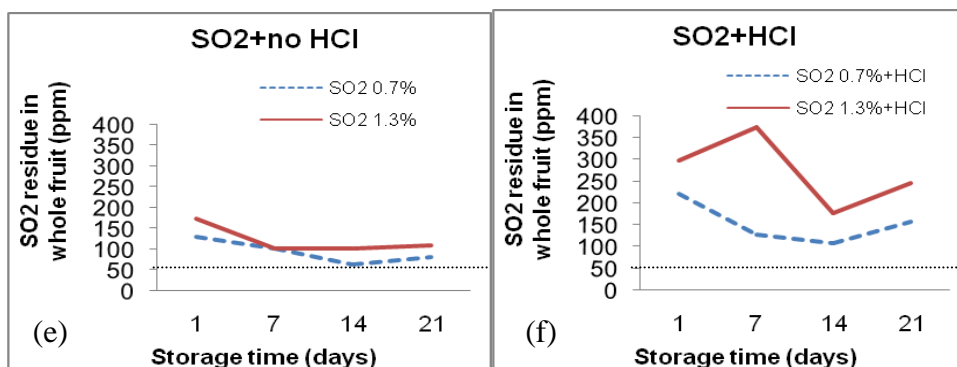 SO2+no HCl
SO2 0.7%
SO2 1.3%
SO2 residue in
whole fruit (ppm)
400
350
300
250
200
150
100
50
0
1 7 14 21
Storage time (days)
(e)
SO2+HCl
SO2 0.7%+HCl
SO2 1.3%+HCl
SO2 residue in
whole fruit (ppm)
400
350
300
250
200
150
100
50
0
1 7 14 21
Storage time (days)
(f)